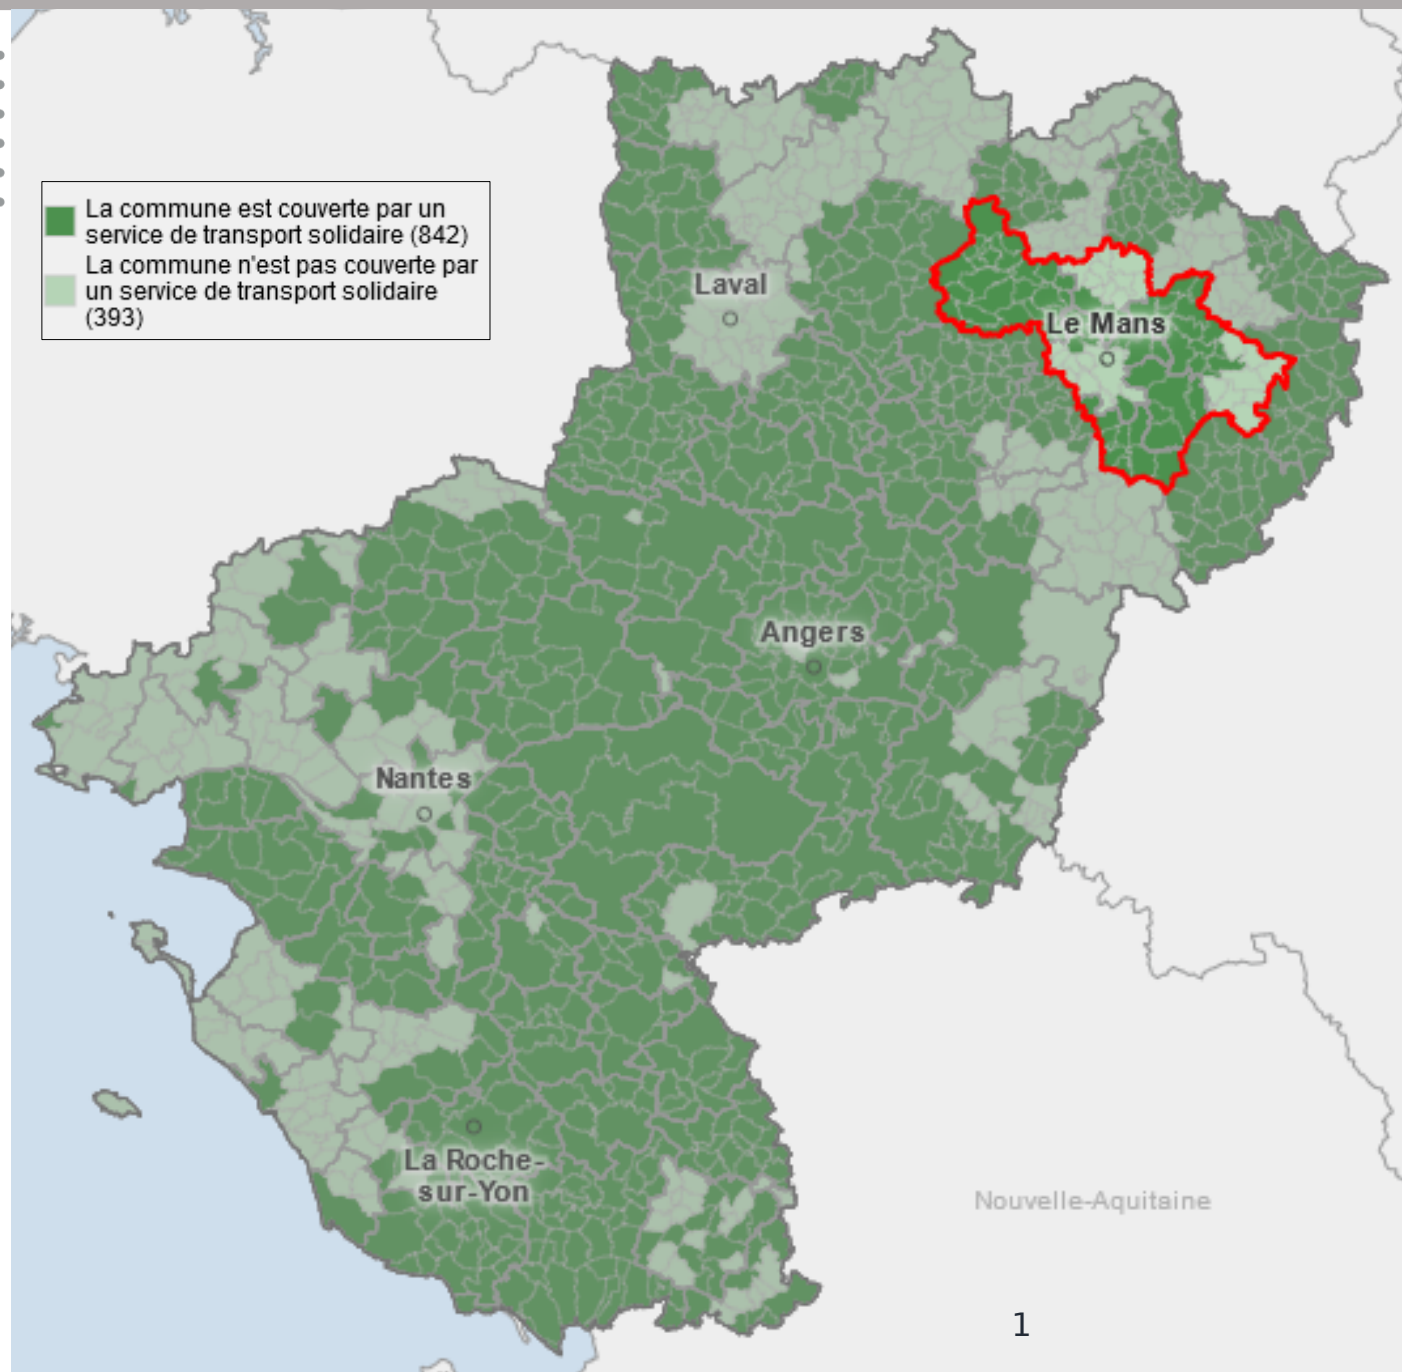 La commune est couverte par un
service de transport solidaire (842)
La commune n'est pas couverte par
un service de transport solidaire
(393)
Laval
Le Mans
Angers
Nantes
La Roche-
sur-Yon
Nouvelle-Aquitaine
1